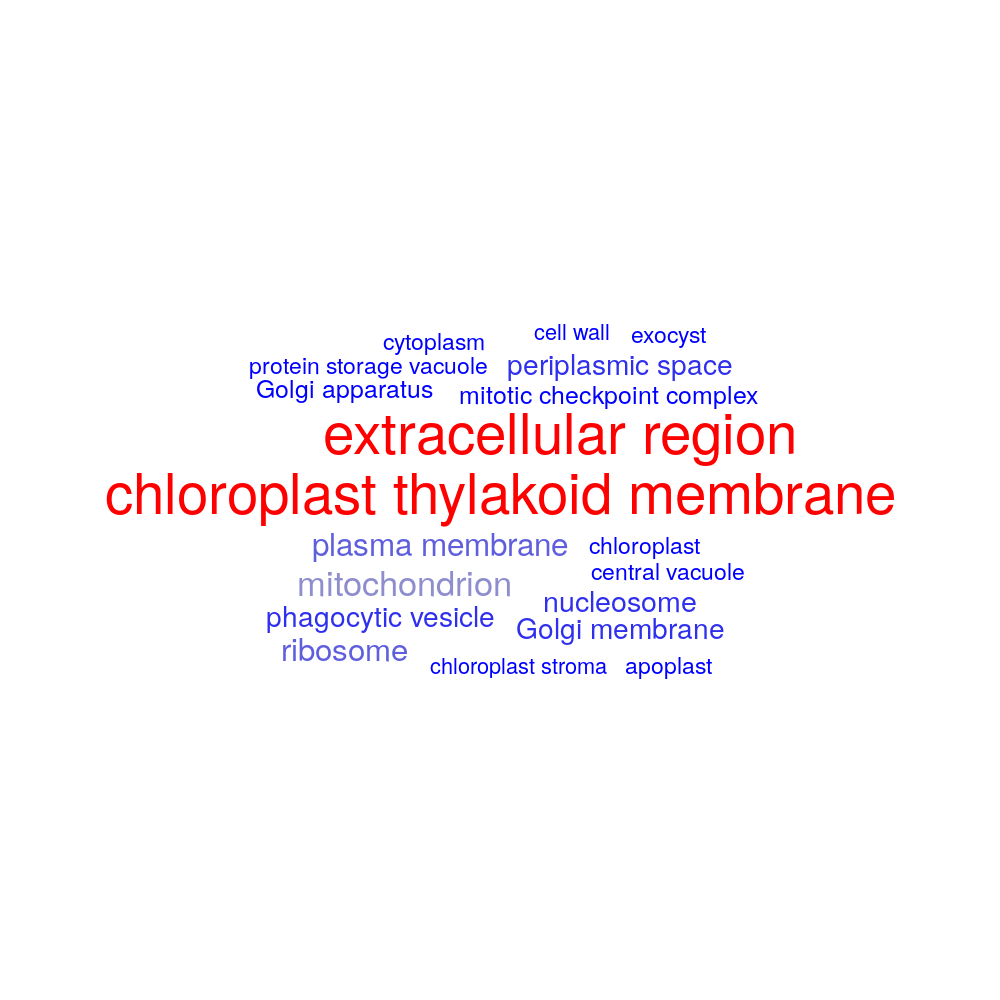 cytoplasm cell wall exocyst
protein storage vacuole periplasmic space
Golgi apparatus mitotic checkpoint complex
extracellular region
chloroplast thylakoid membrane
plasma membrane chloroplast
mitochondrion central vacuole
phagocytic vesicle nucleosome
ribosome Golgi membrane
chloroplast stroma apoplast